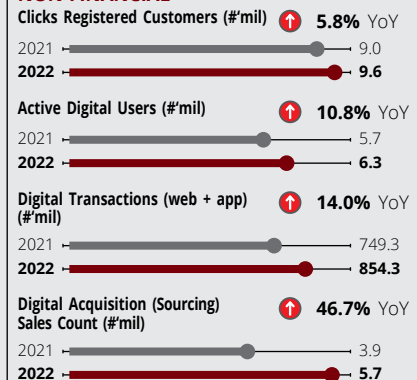 Clicks Registered Customers (#'mil) 5.8% YoY
2021 9.0
2022 9.6
Active Digital Users (#'mil) 10.8% YoY
2021 5.7
2022 6.3
Digital Transactions (web + app) 14.0% YoY
(#'mil)
2021 749.3
2022 854.3
Digital Acquisition (Sourcing) 46.7% YoY
Sales Count (#'mil)
2021 3.9
2022 5.7